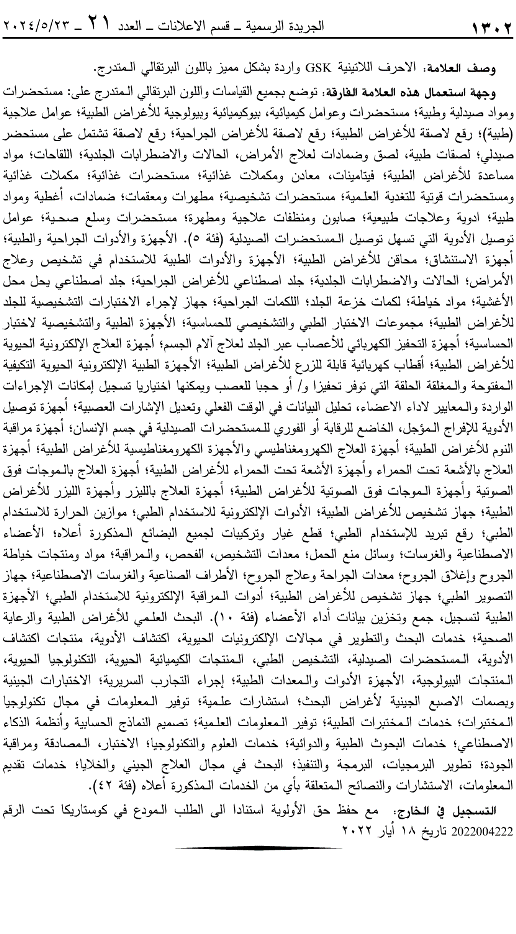 ١٣٠٢ الجريدة الرسمية ــ قسم الاعلانات ــ العدد ٢١ ــ ٢٠٢٤/٥/٢٣
وصف العلامة: الاحرف اللاتينية GSK واردة بشكل مميز باللون البرتقالي المتدرج.
وجهة استعمال هذه العلامة الفارقة: توضع بجميع القياسات واللون البرتقالي المتدرج على: مستحضرات
ومواد صيدلية وطبية؛ مستحضرات وعوامل كيميائية، بيوكيميائية وبيولوجية للأغراض الطبية؛ عوامل علاجية
(طبية)؛ رقع لاصقة للأغراض الطبية؛ رقع لاصقة للأغراض الجراحية؛ رقع لاصقة تشتمل على مستحضر
صيدلي؛ لصقات طبية، لصق وضمادات لعلاج الأمراض، الحالات والاضطرابات الجلدية؛ اللقاحات؛ مواد
مساعدة للأغراض الطبية؛ فيتامينات، معادن ومكملات غذائية؛ مستحضرات غذائية؛ مكملات غذائية
ومستحضرات قوتية للتغدية العلمية؛ مستحضرات تشخيصية؛ مطهرات ومعقمات؛ ضمادات، أغطية ومواد
طبية؛ ادوية وعلاجات طبيعية؛ صابون ومنظفات علاجية ومطهرة؛ مستحضرات وسلع صحية؛ عوامل
توصيل الأدوية التي تسهل توصيل المستحضرات الصيدلية (فئة ٥). الأجهزة والأدوات الجراحية والطبية؛
أجهزة الاستنشاق؛ محاقن للأغراض الطبية؛ الأجهزة والأدوات الطبية للاستخدام في تشخيص وعلاج
الأمراض؛ الحالات والاضطرابات الجلدية؛ جلد اصطناعي للأغراض الجراحية؛ جلد اصطناعي يحل محل
الأغشية؛ مواد خياطة؛ لكمات خزعة الجلد؛ اللكمات الجراحية؛ جهاز لإجراء الاختبارات التشخيصية للجلد
للأغراض الطبية؛ مجموعات الاختبار الطبي والتشخيصي للحساسية؛ الأجهزة الطبية والتشخيصية لاختبار
الحساسية؛ أجهزة التحفيز الكهربائي للأعصاب عبر الجلد لعلاج آلام الجسم؛ أجهزة العلاج الإلكترونية الحيوية
للأغراض الطبية؛ أقطاب كهربائية قابلة للزرع للأغراض الطبية؛ الأجهزة الطبية الإلكترونية الحيوية التكيفية
المفتوحة والمغلقة الحلقة التي توفر تحفيزا و/ أو حجبا للعصب ويمكنها اختياريا تسجيل إمكانات الإجراءات
الواردة والمعايير لاداء الاعضاء، تحليل البيانات في الوقت الفعلي وتعديل الإشارات العصبية؛ أجهزة توصيل
الأدوية للإفراج المؤجل، الخاضع للرقابة أو الفوري للمستحضرات الصيدلية في جسم الإنسان؛ أجهزة مراقبة
النوم للأغراض الطبية؛ أجهزة العلاج الكهرومغناطيسي والأجهزة الكهرومغناطيسية للأغراض الطبية؛ أجهزة
العلاج بالأشعة تحت الحمراء وأجهزة الأشعة تحت الحمراء للأغراض الطبية؛ أجهزة العلاج بالموجات فوق
الصوتية وأجهزة الموجات فوق الصوتية للأغراض الطبية؛ أجهزة العلاج بالليزر وأجهزة الليزر للأغراض
الطبية؛ جهاز تشخيص للأغراض الطبية؛ الأدوات الإلكترونية للاستخدام الطبي؛ موازين الحرارة للاستخدام
الطبي؛ رقع تبريد للإستخدام الطبي؛ قطع غيار وتركيبات لجميع البضائع المذكورة أعلاه؛ الأعضاء
الاصطناعية والغرسات؛ وسائل منع الحمل؛ معدات التشخيص، الفحص، والمراقبة؛ مواد ومنتجات خياطة
الجروح وإغلاق الجروح؛ معدات الجراحة وعلاج الجروح؛ الأطراف الصناعية والغرسات الاصطناعية؛ جهاز
التصوير الطبي؛ جهاز تشخيص للأغراض الطبية؛ أدوات المراقبة الإلكترونية للاستخدام الطبي؛ الأجهزة
الطبية لتسجيل، جمع وتخزين بيانات أداء الأعضاء (فئة ١٠). البحث العلمي للأغراض الطبية والرعاية
الصحية؛ خدمات البحث والتطوير في مجالات الإلكترونيات الحيوية، اكتشاف الأدوية، منتجات اكتشاف
الأدوية، المستحضرات الصيدلية، التشخيص الطبي، المنتجات الكيميائية الحيوية، التكنولوجيا الحيوية،
المنتجات البيولوجية، الأجهزة الأدوات والمعدات الطبية؛ إجراء التجارب السريرية؛ الاختبارات الجينية
وبصمات الاصبع الجينية لأغراض البحث؛ استشارات علمية؛ توفير المعلومات في مجال تكنولوجيا
المختبرات؛ خدمات المختبرات الطبية؛ توفير المعلومات العلمية؛ تصميم النماذج الحسابية وأنظمة الذكاء
الاصطناعي؛ خدمات البحوث الطبية والدوائية؛ خدمات العلوم والتكنولوجيا؛ الاختبار، المصادقة ومراقبة
الجودة؛ تطوير البرمجيات، البرمجة والتنفيذ؛ البحث في مجال العلاج الجيني والخلايا؛ خدمات تقديم
المعلومات، الاستشارات والنصائح المتعلقة بأي من الخدمات المذكورة أعلاه (فئة ٤٢).
التسجيل في الخارج: مع حفظ حق الأولوية استنادا الى الطلب المودع في كوستاريكا تحت الرقم
2022004222 تاريخ ١٨ أيار ٢٠٢٢